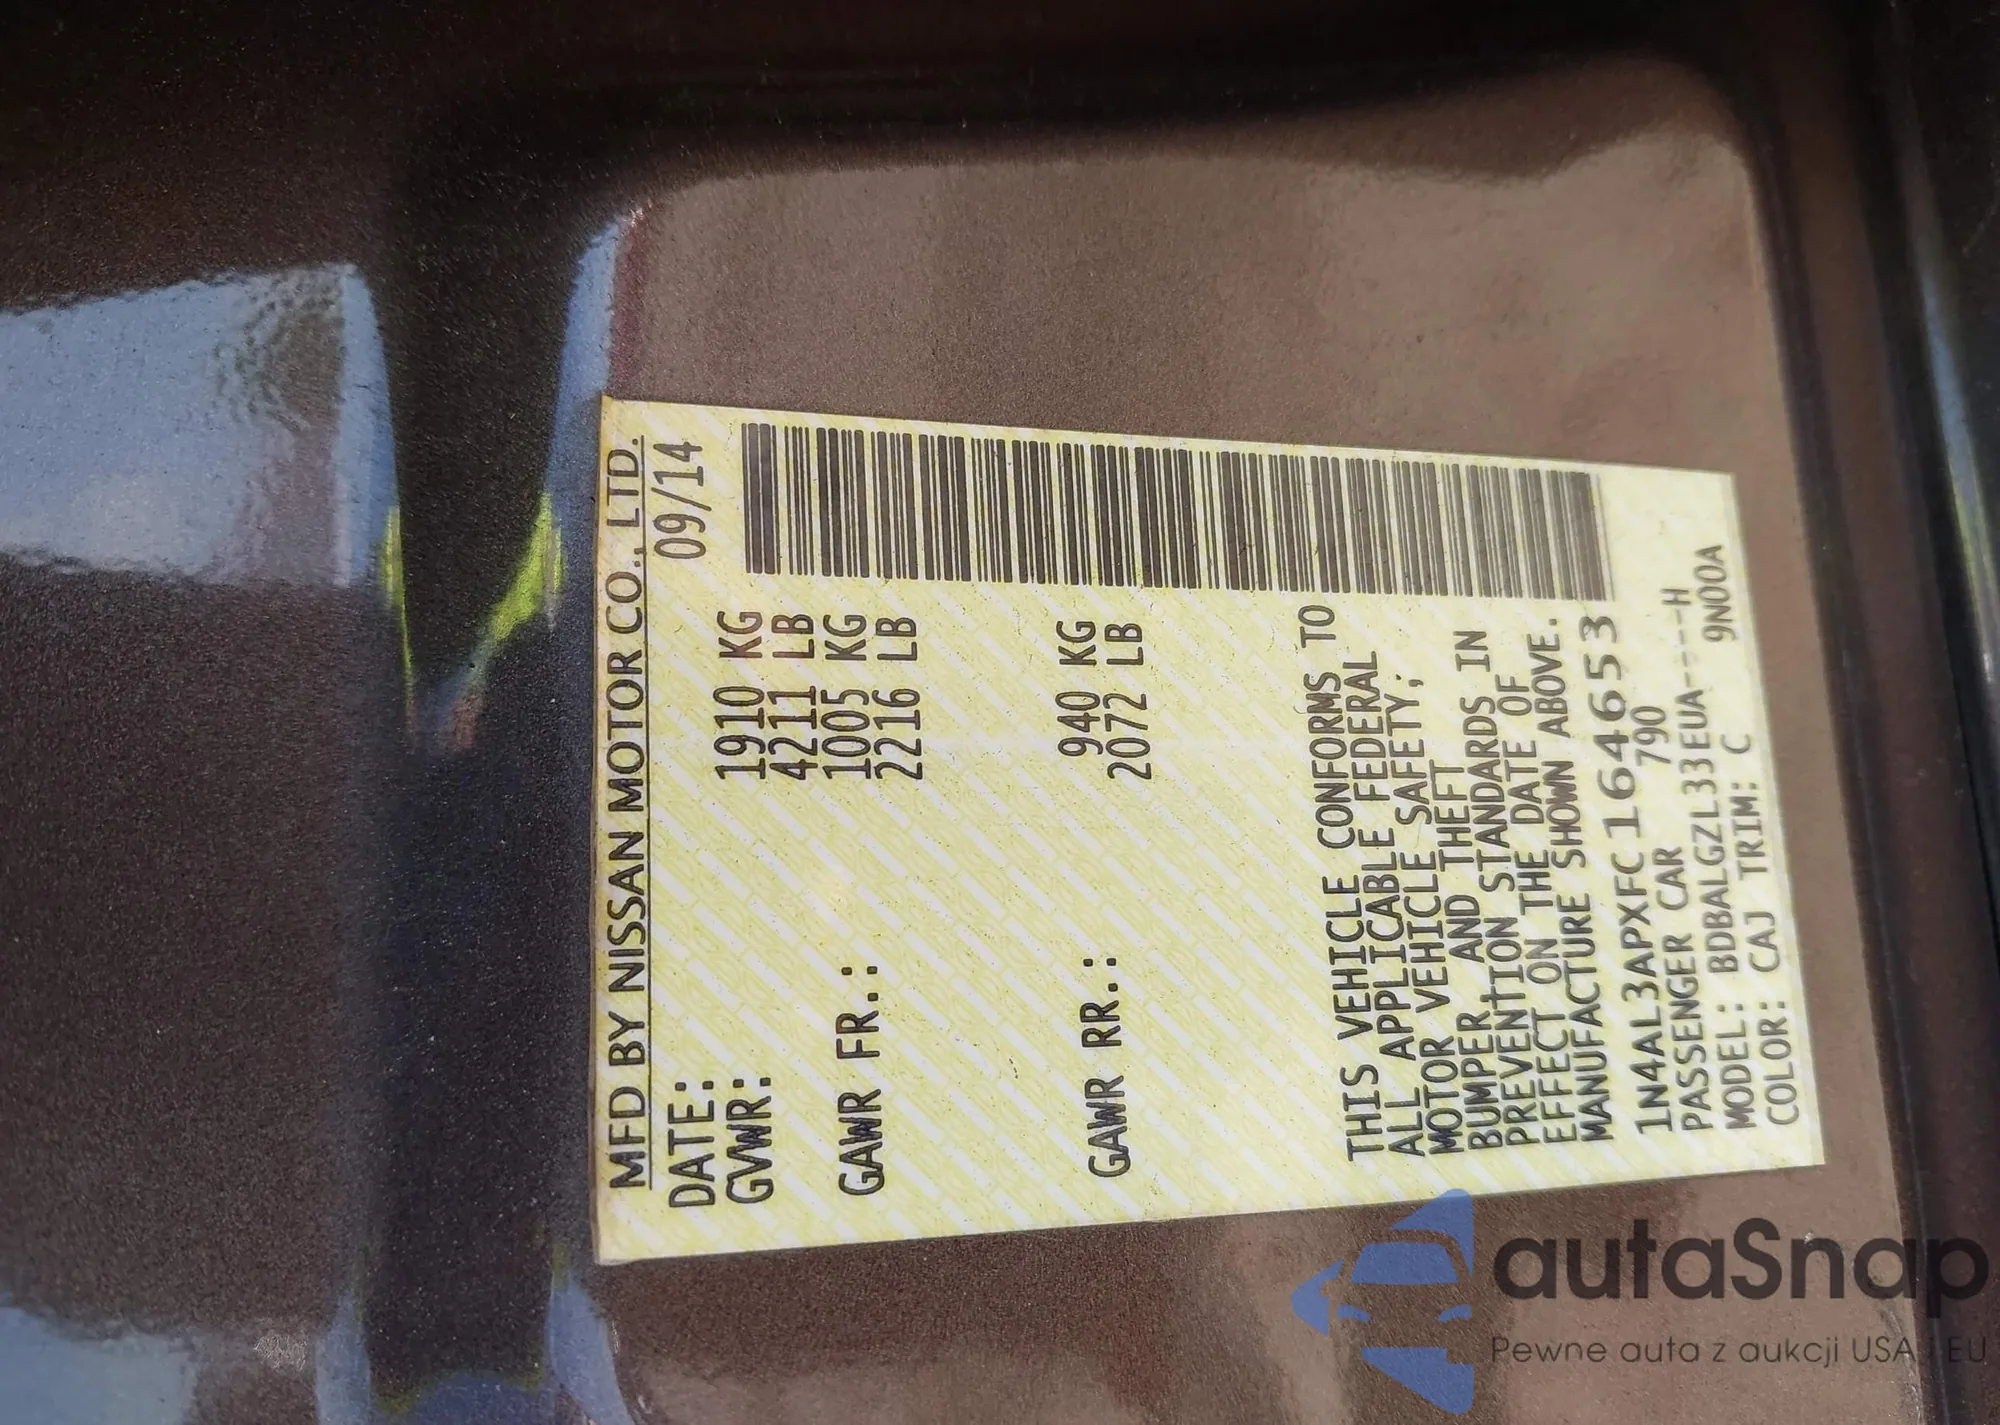 MFD BY NISSAN MOTOR CO., LTD.
DATE: 09/14
GVWR: 1910 KG
4211 LB
GAWR FR.: 1005 KG
2216 LB
GAWR RR.: 940 KG
2072 LB
THIS VEHICLE CONFORMS TO
ALL APPLICABLE FEDERAL
MOTOR VEHICLE SAFETY;
BUMPER AND THEFT
PREVENtION STANDARDS IN
EFFECT ON THE DATE OF
MANUFACTURE SHOWN ABOVE.
1N4AL3APXFC164653
PASSENGER CAR 790
MODEL: BDBALGZL33EUA----H
COLOR: CAJ TRIM: C 9N00A
autaSnap
Pewne auta z aukcji USA i EU